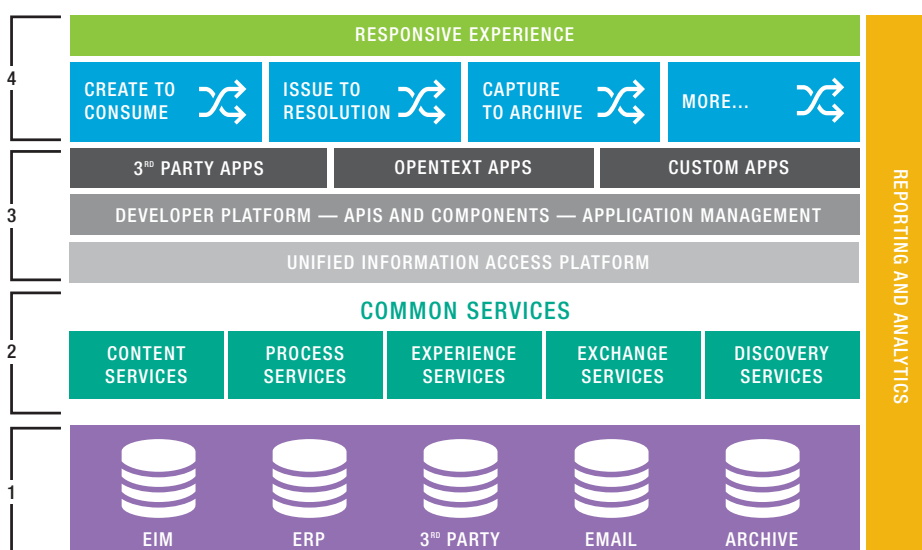 4
RESPONSIVE EXPERIENCE
CREATE TO
CONSUME
ISSUE TO
RESOLUTION
CAPTURE
TO ARCHIVE
MORE...
3
3RD PARTY APPS
OPENTEXT APPS
CUSTOM APPS
DEVELOPER PLATFORM — APIS AND COMPONENTS — APPLICATION MANAGEMENT
UNIFIED INFORMATION ACCESS PLATFORM
2
COMMON SERVICES
CONTENT
SERVICES
PROCESS
SERVICES
EXPERIENCE
SERVICES
EXCHANGE
SERVICES
DISCOVERY
SERVICES
1
EIM
ERP
3RD PARTY
EMAIL
ARCHIVE
REPORTING AND ANALYTICS